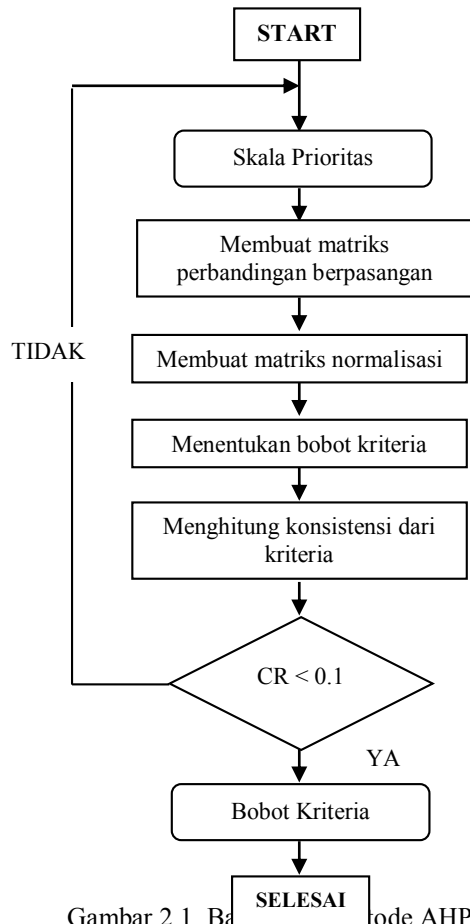 START
Skala Prioritas
Membuat matriks
perbandingan berpasangan
TIDAK
Membuat matriks normalisasi
Menentukan bobot kriteria
Menghitung konsistensi dari
kriteria
CR < 0.1
YA
Bobot Kriteria
SELESAI
Gambar 2.1 AHP